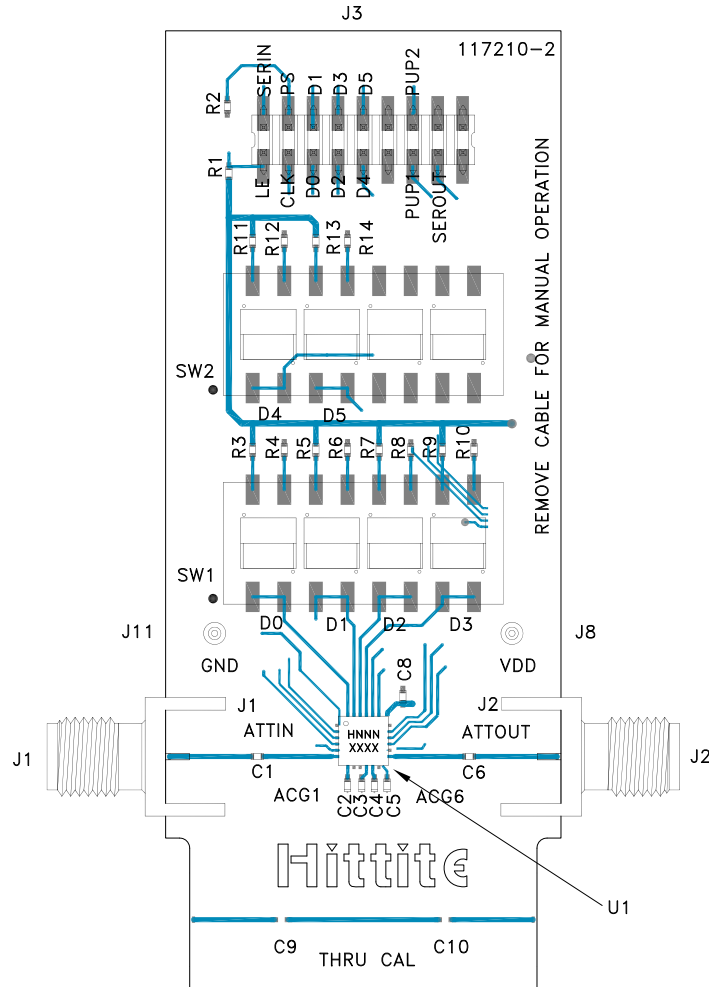 J3
117210-2
SERIN
PS
D1
D3
D5
PUP2
R2
R1
LE
CLK
D0
D2
D4
PUP1
SEROUT
REMOVE CABLE FOR MANUAL OPERATION
R11
R12
R13
R14
SW2
D4
D5
R3
R4
R5
R6
R7
R8
R9
R10
SW1
D0
D1
D2
D3
J11
J8
GND
VDD
C8
J1
J2
ATTIN
ATTOUT
HNNN
XXXX
J1
J2
C1
C6
ACG1
C2
C3
C4
C5
ACG6
Hittite
U1
C9
C10
THRU CAL